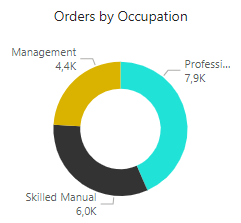 Orders by Occupation
Management
4,4K
Professi...
7,9K
Skilled Manual
6,0K